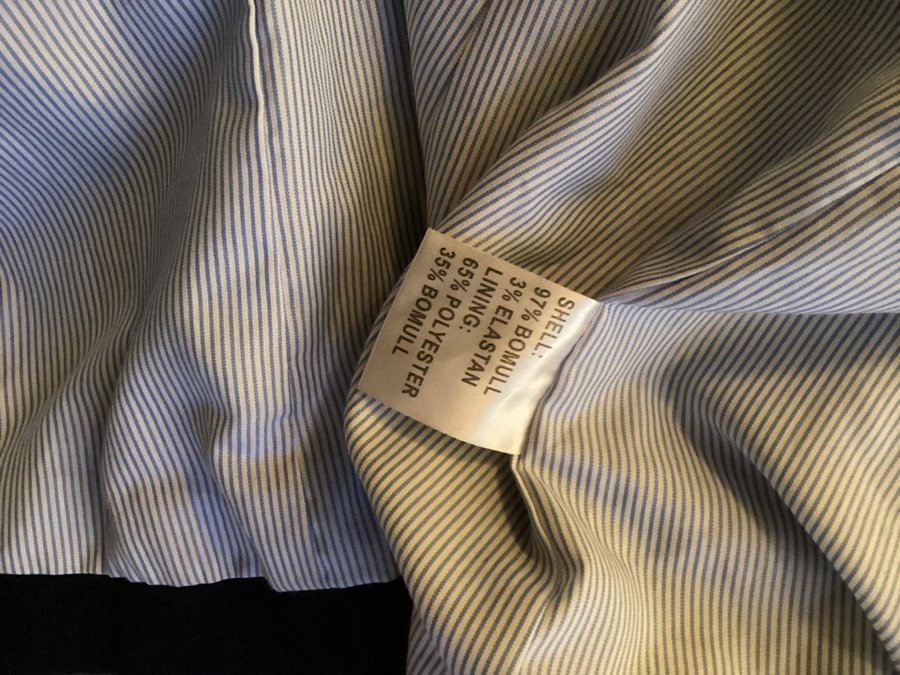 SHELL:
97% BOMULL
3% ELASTAN
LINING:
65% POLYESTER
35% BOMULL